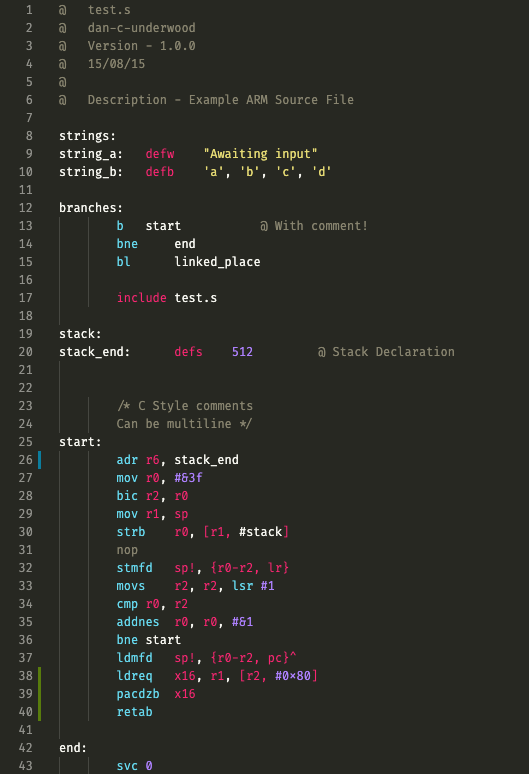 1 @ test.s
2 @ dan-c-underwood
3 @ Version - 1.0.0
4 @ 15/08/15
5 @
6 @ Description - Example ARM Source File
7
8 strings:
9 string_a: defw "Awaiting input"
10 string_b: defb 'a', 'b', 'c', 'd'
11
12 branches:
13 b start @ With comment!
14 bne end
15 bl linked_place
16
17 include test.s
18
19 stack:
20 stack_end: defs 512 @ Stack Declaration
21
22
23 /* C Style comments
24 Can be multiline */
25 start:
26 adr r6, stack_end
27 mov r0, #&3f
28 bic r2, r0
29 mov r1, sp
30 strb r0, [r1, #stack]
31 nop
32 stmfd sp!, {r0-r2, lr}
33 movs r2, r2, lsr #1
34 cmp r0, r2
35 addnes r0, r0, #&1
36 bne start
37 ldmfd sp!, {r0-r2, pc}^
38 ldreq x16, r1, [r2, #0×80]
39 pacdzb x16
40 retab
41
42 end:
43 svc 0